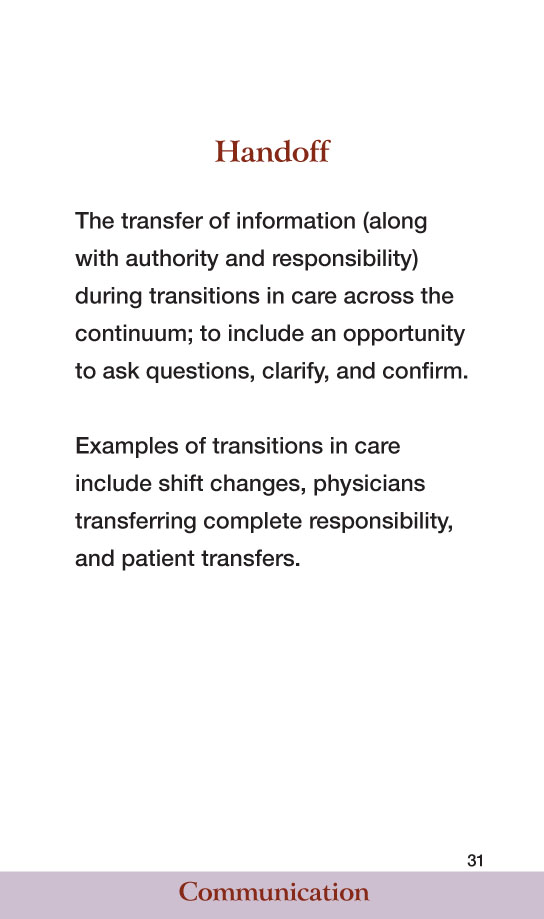 Handoff
The transfer of information (along
with authority and responsibility)
during transitions in care across the
continuum; to include an opportunity
to ask questions, clarify, and confirm.
Examples of transitions in care
include shift changes, physicians
transferring complete responsibility,
and patient transfers.
31
Communication